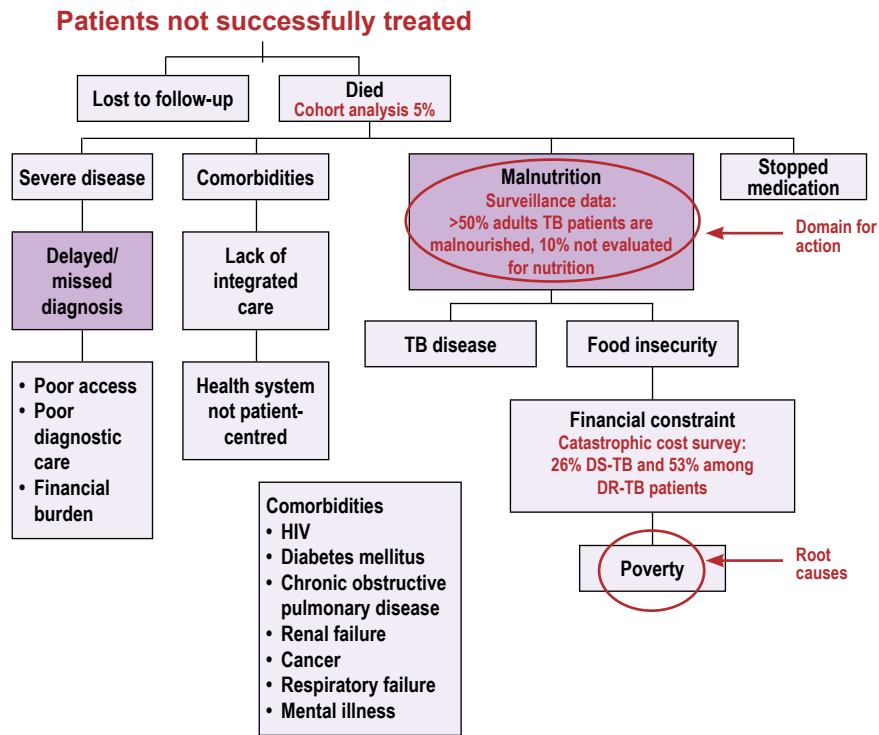 Patients not successfully treated
Lost to follow-up
Died
Cohort analysis 5%
Severe disease
Comorbidities
Malnutrition
Surveillance data:
>50% adults TB patients are
malnourished, 10% not evaluated
for nutrition
Stopped
medication
Domain for
action
Delayed/
missed
diagnosis
Lack of
integrated
care
TB disease
Food insecurity
• Poor access
• Poor
diagnostic
care
• Financial
burden
Health system
not patient-
centred
Financial constraint
Catastrophic cost survey:
26% DS-TB and 53% among
DR-TB patients
Comorbidities
• HIV
• Diabetes mellitus
• Chronic obstructive
pulmonary disease
• Renal failure
• Cancer
• Respiratory failure
• Mental illness
Poverty
Root
causes